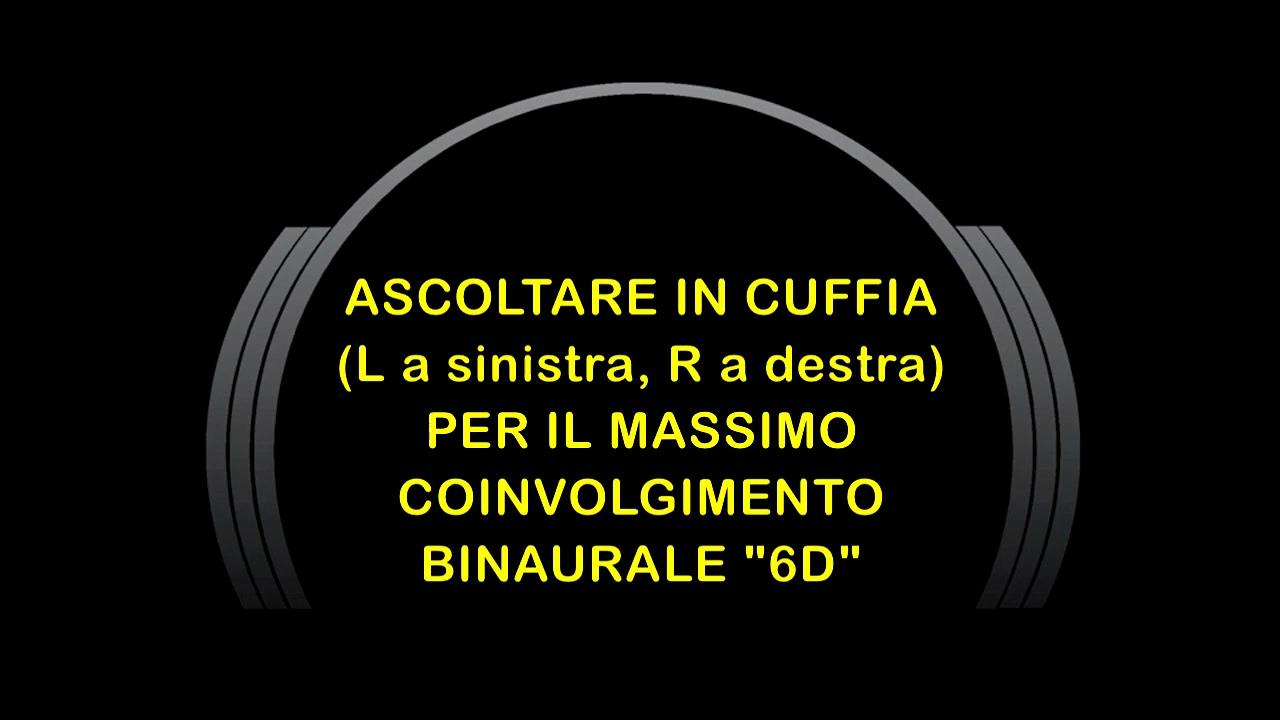 ASCOLTARE IN CUFFIA
(L a sinistra, R a destra)
PER IL MASSIMO
COINVOLGIMENTO
BINAURALE "6D"